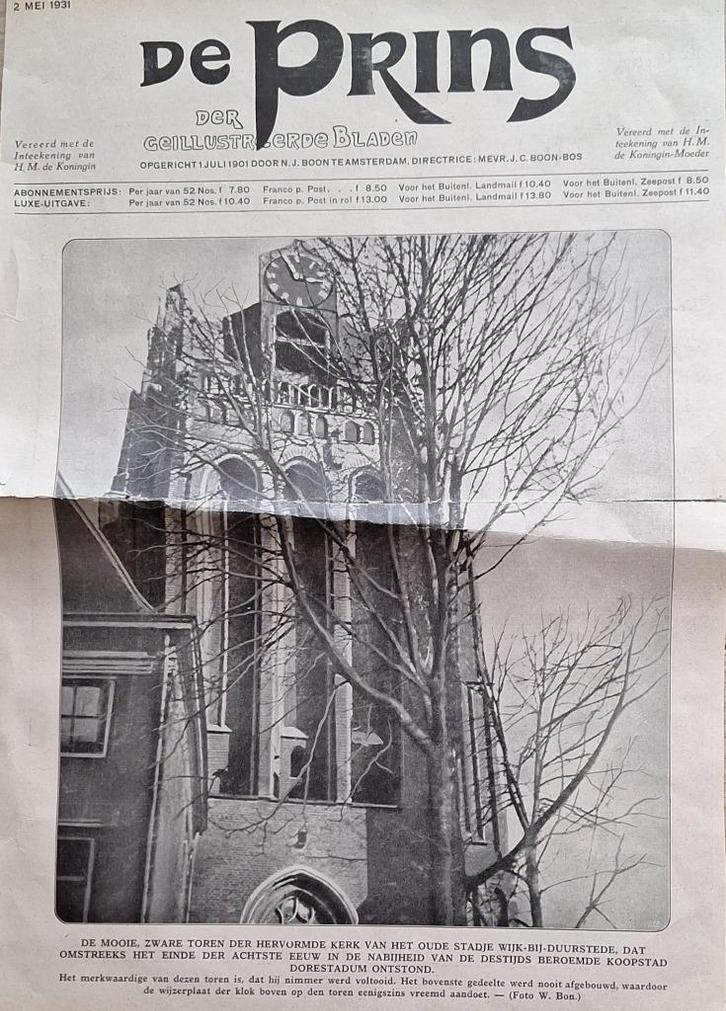 2 MEI 1931
DE PRINS
DER
GEILLUSTREERDE BLADEN
Vereerd met de
Inteekening van
H.M. de Koningin
Vereerd met de In-
teekening van H. M.
de Koningin-Moeder
OPGERICHT 1 JULI 1901 DOOR N. J. BOON TE AMSTERDAM. DIRECTRICE: MEVR. J. C. BOON-BOS
ABONNEMENTSPRIJS: Per jaar van 52 Nos. f 7.80 Franco p. Post. . . f 8.50 Voor het Buitenl. Landmail f 10.40 Voor het Buitenl. Zeepost f 8.50
LUXE-UITGAVE: Per jaar van 52 Nos. f 10.40 Franco p. Post in rol f 13.00 Voor het Buitenl. Landmail f 13.80 Voor het Buitenl. Zeepost f 11.40
DE MOOIE, ZWARE TOREN DER HERVORMDE KERK VAN HET OUDE STADJE WIJK-BIJ-DUURSTEDE, DAT
OMSTREEKS HET EINDE DER ACHTSTE EEUW IN DE NABIJHEID VAN DE DESTIJDS BEROEMDE KOOPSTAD
DORESTADUM ONTSTOND.
Het merkwaardige van dezen toren is, dat hij nimmer werd voltooid. Het bovenste gedeelte werd nooit afgebouwd, waardoor
de wijzerplaat der klok boven op den toren eenigszins vreemd aandoet. — (Foto W. Bon.)